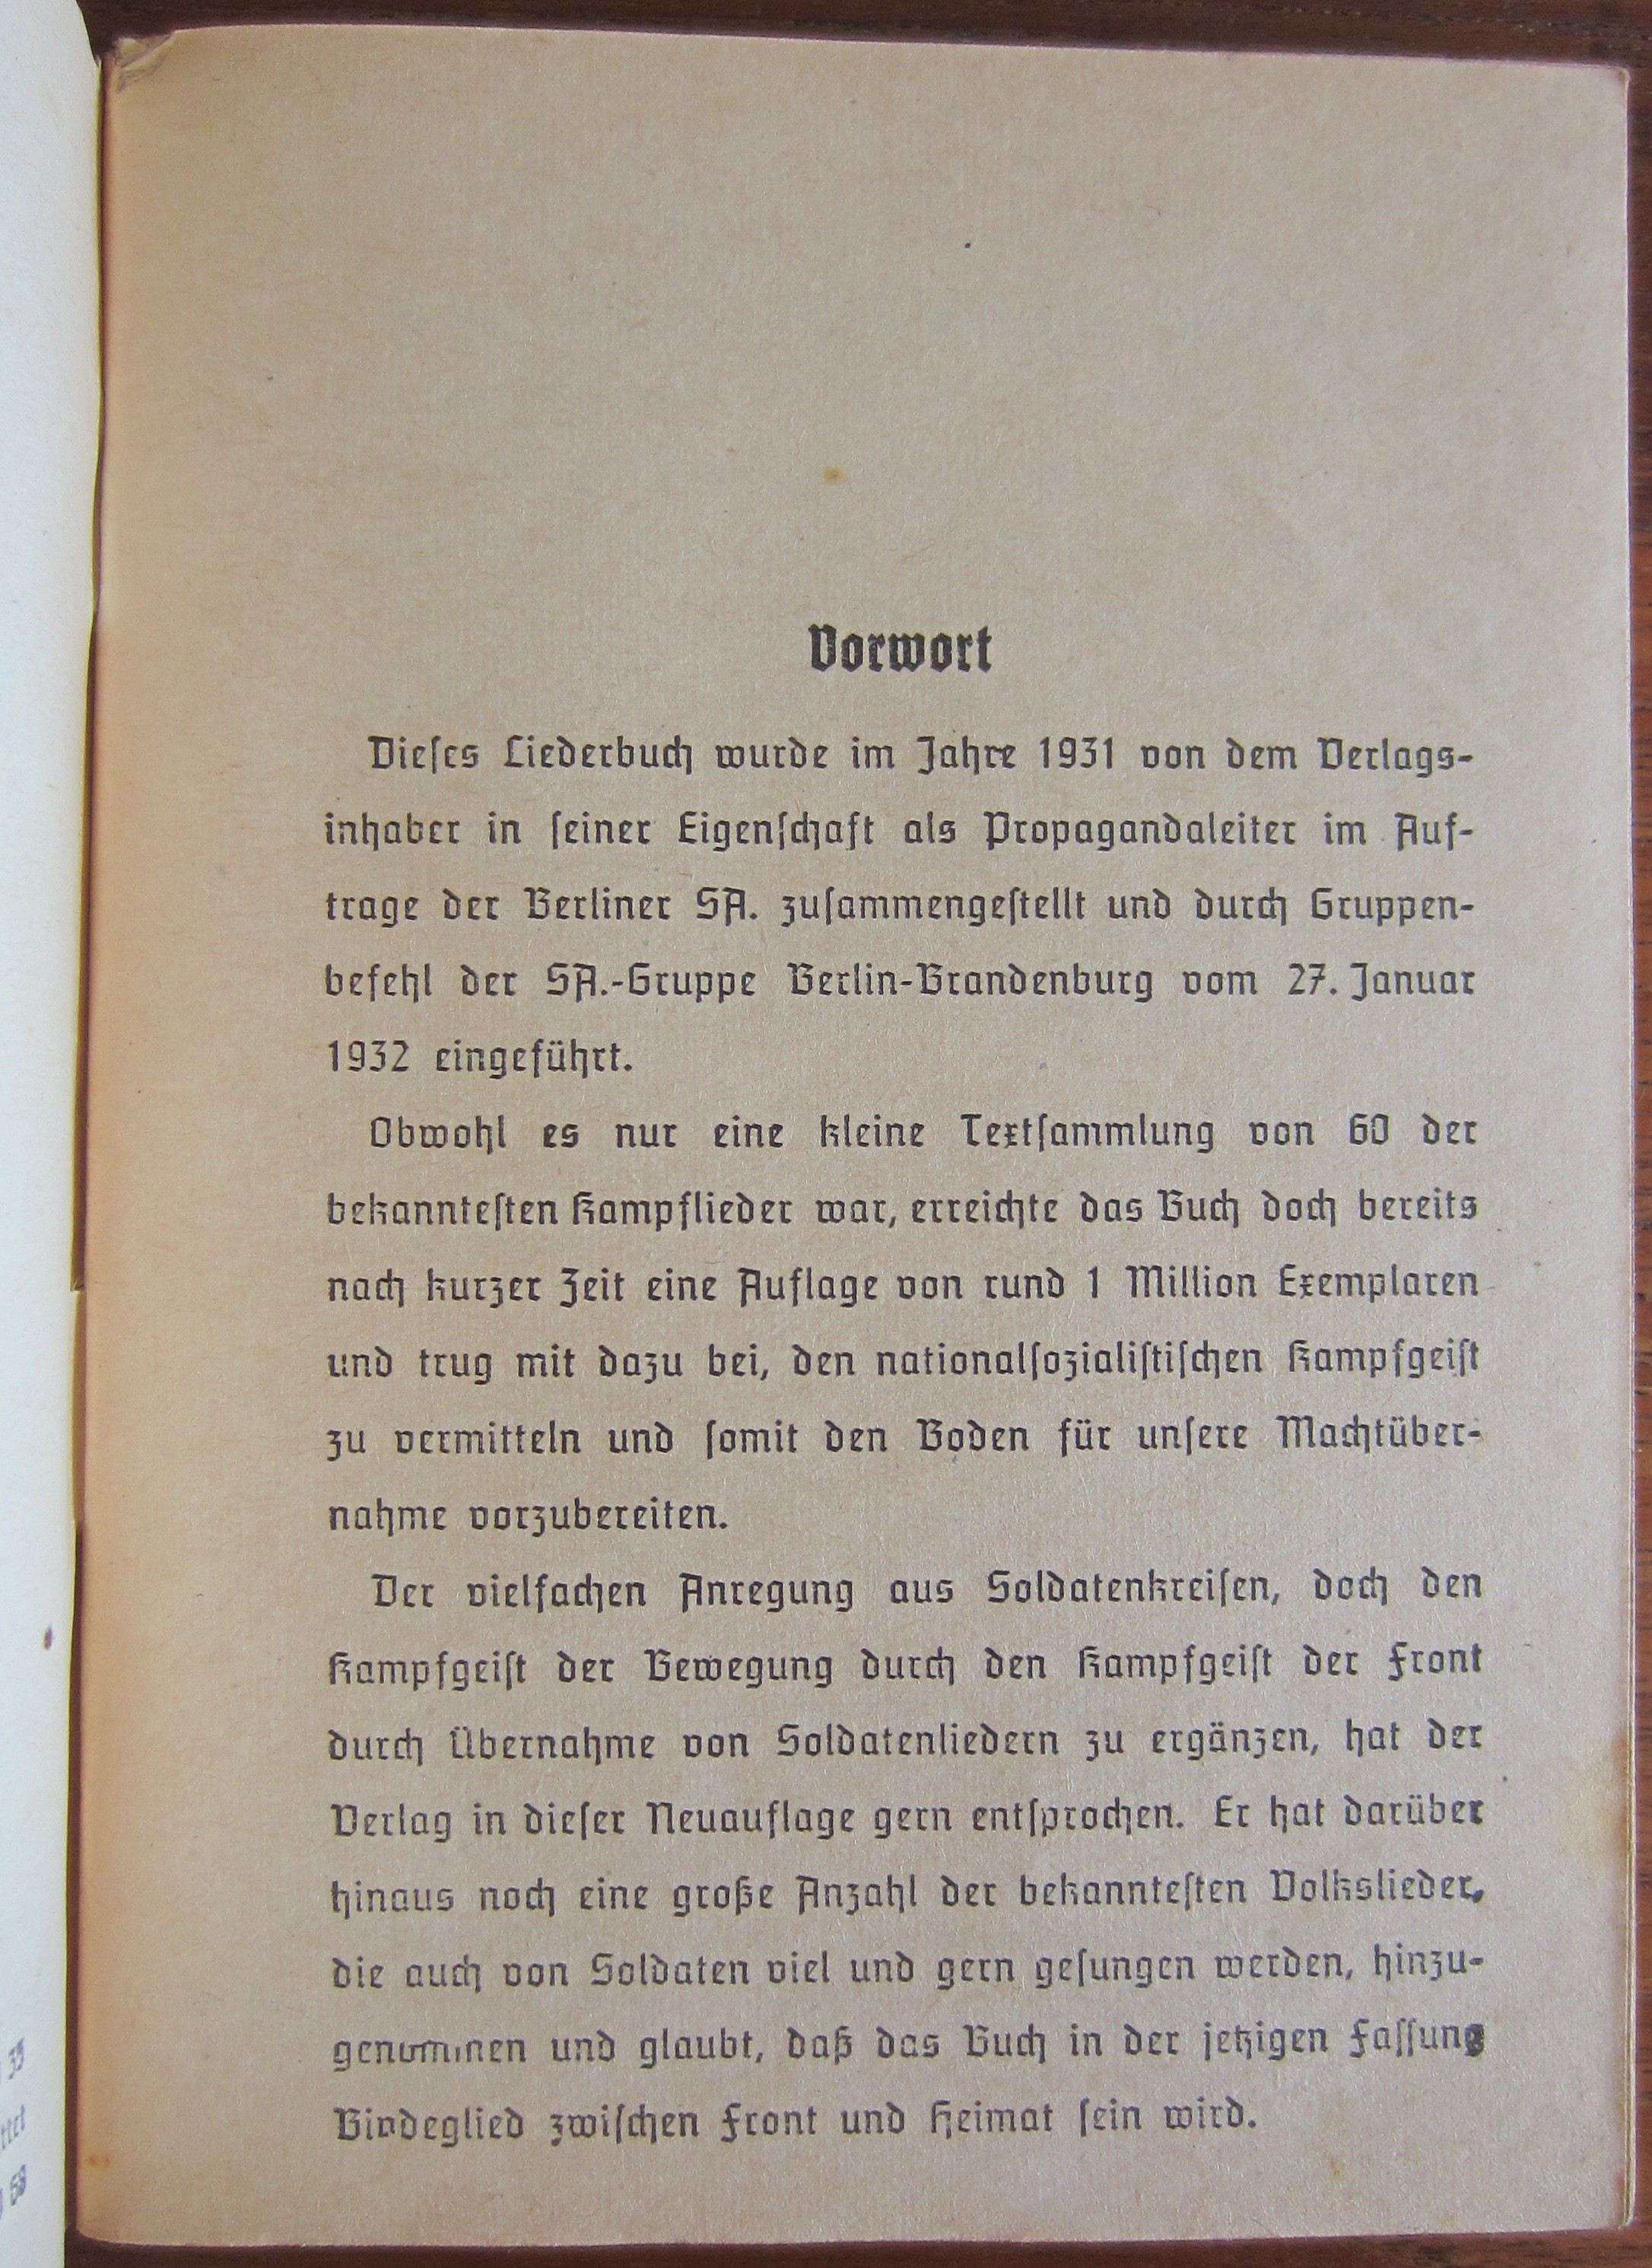 Vorwort
Dieses Liederbuch wurde im Jahre 1931 von dem Verlags-
inhaber in seiner Eigenschaft als Propagandaleiter im Auf-
trage der Berliner SA. zusammengestellt und durch Gruppen-
befehl der SA.-Gruppe Berlin-Brandenburg vom 27. Januar
1932 eingeführt.
Obwohl es nur eine kleine Textsammlung von 60 der
bekanntesten Kampflieder war, erreichte das Buch doch bereits
nach kurzer Zeit eine Auflage von rund 1 Million Exemplaren
und trug mit dazu bei, den nationalsozialistischen Kampfgeist
zu vermitteln und somit den Boden für unsere Machtüber-
nahme vorzubereiten.
Der vielfachen Anregung aus Soldatenkreisen, doch den
Kampfgeist der Bewegung durch den Kampfgeist der Front
durch Übernahme von Soldatenliedern zu ergänzen, hat der
Verlag in dieser Neuauflage gern entsprochen. Er hat darüber
hinaus noch eine große Anzahl der bekanntesten Volkslieder,
die auch von Soldaten viel und gern gesungen werden, hinzu-
genommen und glaubt, daß das Buch in der jetzigen Fassung
Bindeglied zwischen Front und Heimat sein wird.